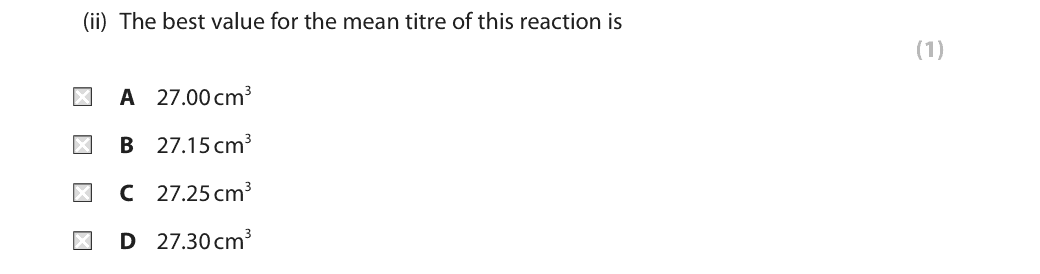 (ii) The best value for the mean titre of this reaction is
(1)
A 27.00 cm³
B 27.15 cm³
C 27.25 cm³
D 27.30 cm³